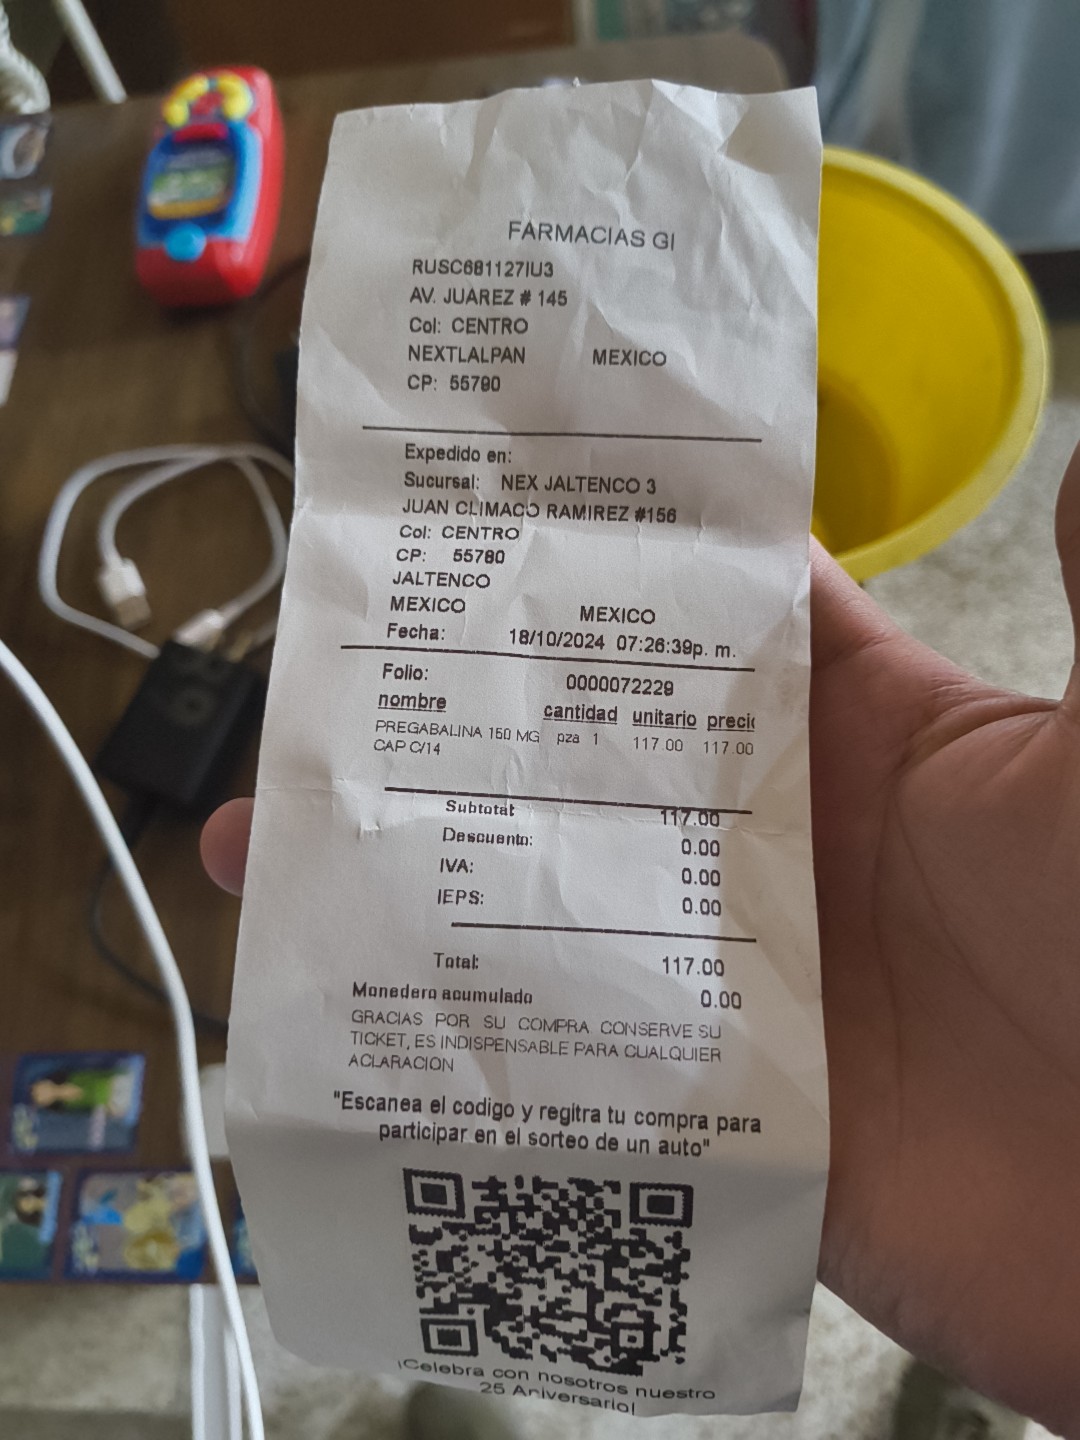 FARMACIAS GI
RUSC681127IU3
AV. JUAREZ # 145
Col: CENTRO
NEXTLALPAN MEXICO
CP: 55790
Expedido en:
Sucursal: NEX JALTENCO 3
JUAN CLIMACO RAMIREZ #156
Col: CENTRO
CP: 55780
JALTENCO
MEXICO MEXICO
Fecha: 18/10/2024 07:26:39p. m.
Folio: 0000072229
nombre cantidad unitario preci
PREGABALINA 150 MG pza 1 117.00 117.00
CAP C/14
Subtotal: 117.00
Descuento: 0.00
IVA: 0.00
IEPS: 0.00
Total: 117.00
Monedero acumulado 0.00
GRACIAS POR SU COMPRA CONSERVE SU
TICKET, ES INDISPENSABLE PARA CUALQUIER
ACLARACION
"Escanea el codigo y regitra tu compra para
participar en el sorteo de un auto"
¡Celebra con nosotros nuestro
25 Aniversario!